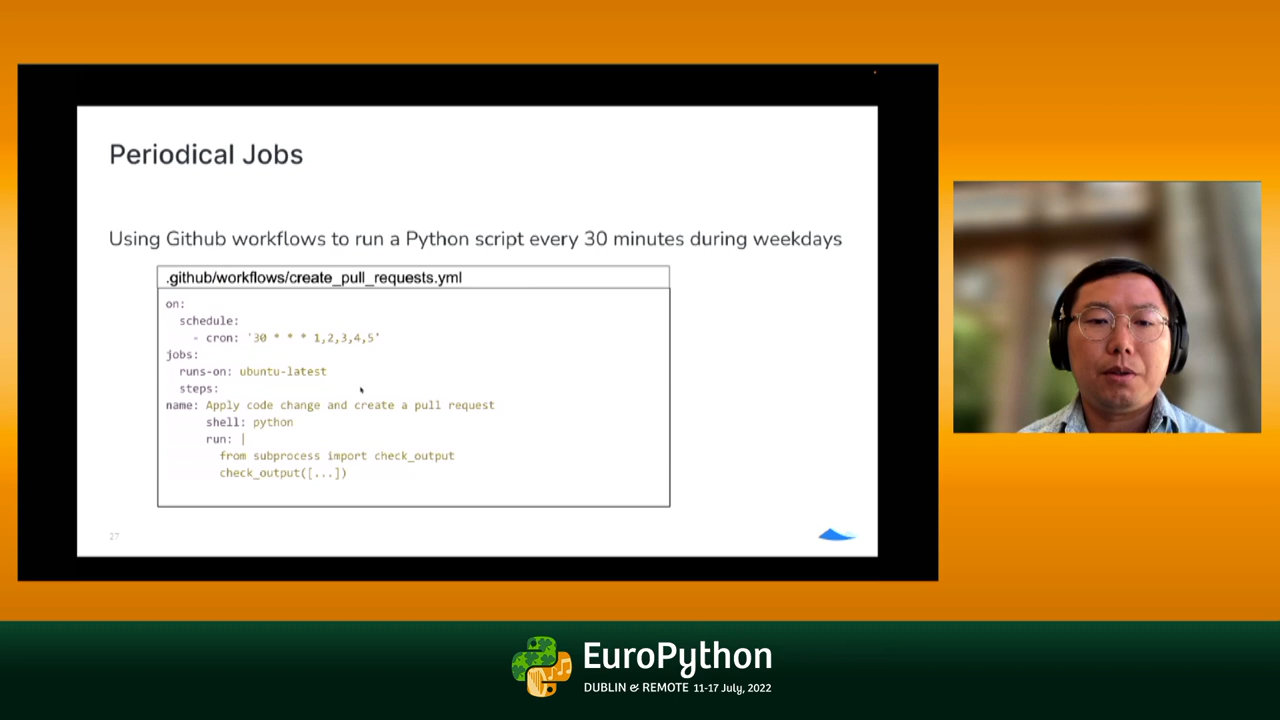 Periodical Jobs
Using Github workflows to run a Python script every 30 minutes during weekdays
.github/workflows/create_pull_requests.yml
on:
schedule:
- cron: '30 * * * 1,2,3,4,5'
jobs:
runs-on: ubuntu-latest
steps:
name: Apply code change and create a pull request
shell: python
run: |
from subprocess import check_output
check_output([...])
27
EuroPython
DUBLIN & REMOTE 11-17 July, 2022